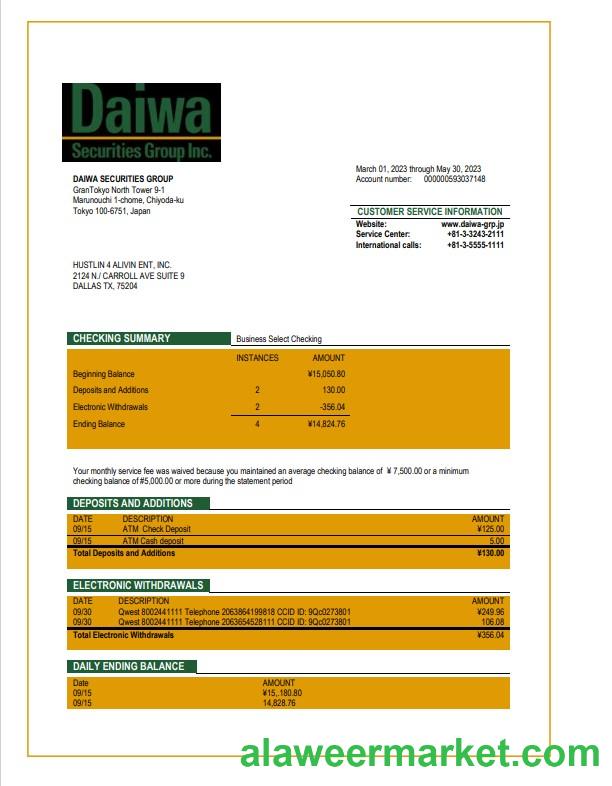 Daiwa
Securities Group Inc.
DAIWA SECURITIES GROUP
GranTokyo North Tower 9-1
Marunouchi 1-chome, Chiyoda-ku
Tokyo 100-6751, Japan
March 01, 2023 through May 30, 2023
Account number: 000000593037148
CUSTOMER SERVICE INFORMATION
Website: www.daiwa-grp.jp
Service Center: +81-3-3243-2111
International calls: +81-3-5555-1111
HUSTLIN 4 ALIVIN ENT, INC.
2124 N./ CARROLL AVE SUITE 9
DALLAS TX, 75204
CHECKING SUMMARY Business Select Checking
INSTANCES AMOUNT
Beginning Balance ¥15,050.80
Deposits and Additions 2 130.00
Electronic Withdrawals 2 -356.04
Ending Balance 4 ¥14,824.76
Your monthly service fee was waived because you maintained an average checking balance of ¥ 7,500.00 or a minimum
checking balance of #5,000.00 or more during the statement period
DEPOSITS AND ADDITIONS
DATE DESCRIPTION AMOUNT
09/15 ATM Check Deposit ¥125.00
09/15 ATM Cash deposit 5.00
Total Deposits and Additions ¥130.00
ELECTRONIC WITHDRAWALS
DATE DESCRIPTION AMOUNT
09/30 Qwest 8002441111 Telephone 2063864199818 CCID ID: 9Qc0273801 ¥249.96
09/30 Qwest 8002441111 Telephone 2063654528111 CCID ID: 9Qc0273801 106.08
Total Electronic Withdrawals ¥356.04
DAILY ENDING BALANCE
Date AMOUNT
09/15 ¥15,.180.80
09/15 14,828.76
alaweermarket.com